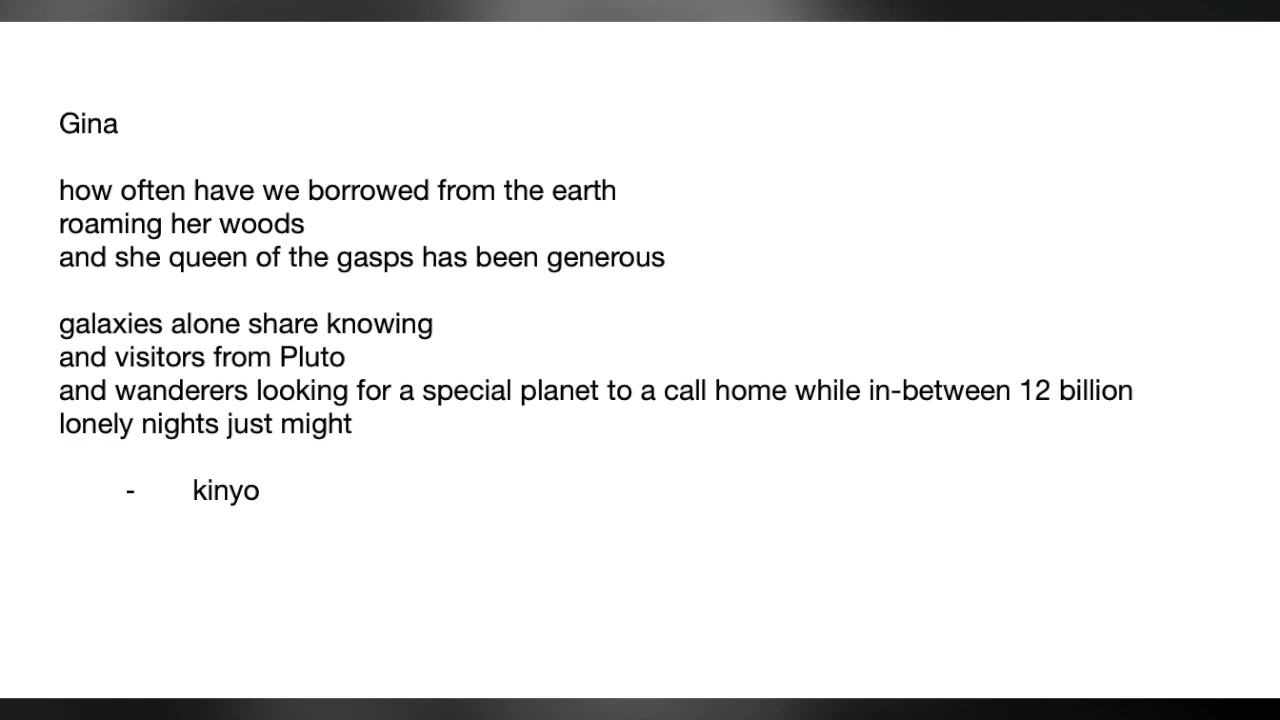 Gina
how often have we borrowed from the earth
roaming her woods
and she queen of the gasps has been generous
galaxies alone share knowing
and visitors from Pluto
and wanderers looking for a special planet to a call home while in-between 12 billion
lonely nights just might
- kinyo